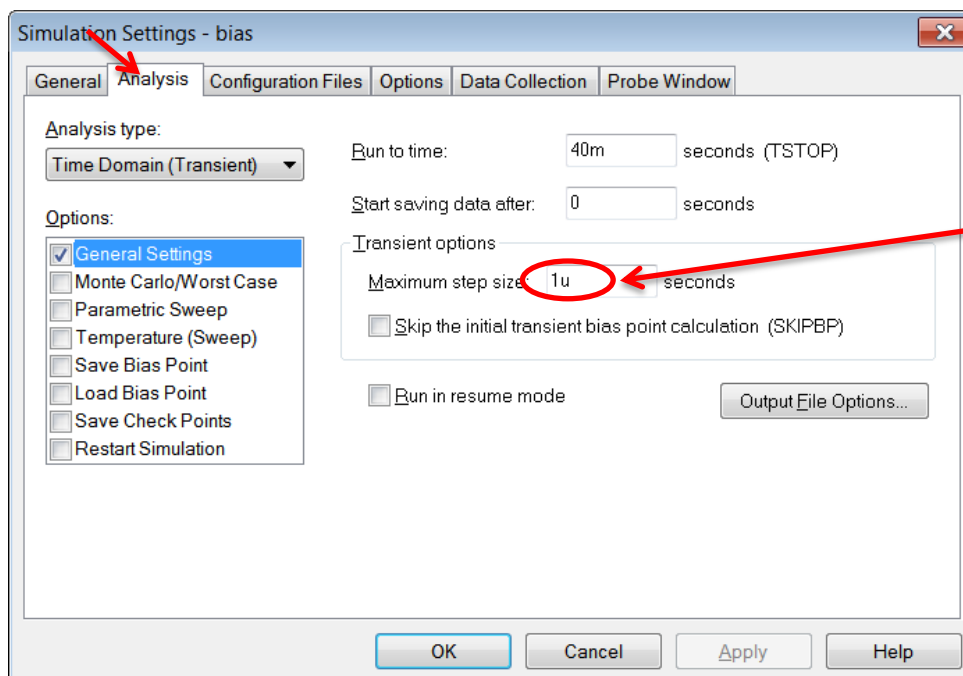 Simulation Settings - bias
General Analysis Configuration Files Options Data Collection Probe Window
Analysis type:
Time Domain (Transient)
Options:
General Settings
Monte Carlo/Worst Case
Parametric Sweep
Temperature (Sweep)
Save Bias Point
Load Bias Point
Save Check Points
Restart Simulation
Run to time: 40m seconds (TSTOP)
Start saving data after: 0 seconds
Transient options
Maximum step size: 1u seconds
Skip the initial transient bias point calculation (SKIPBP)
Run in resume mode
Output File Options...
OK Cancel Apply Help